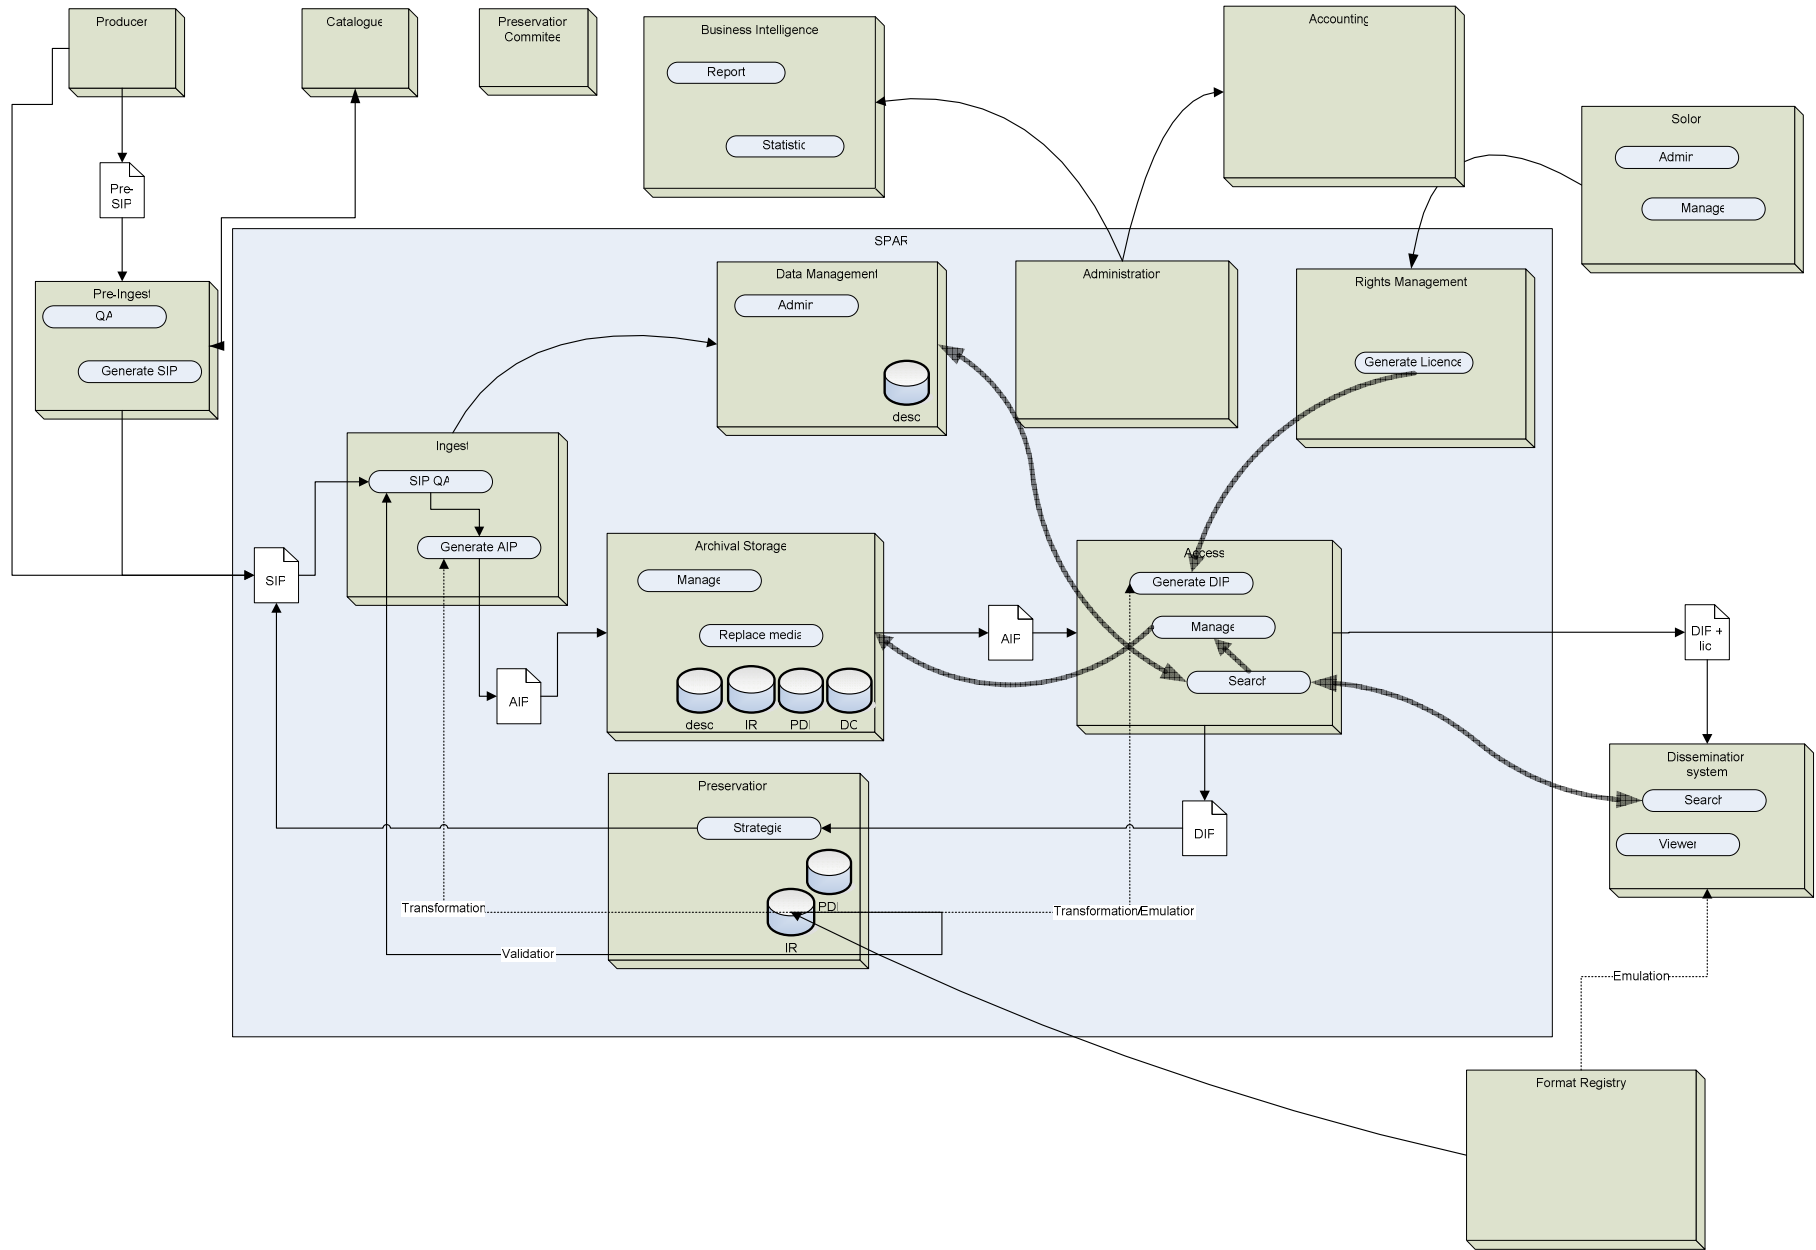 Producer
Catalogue
Preservation
Commitee
Business Intelligence
Report
Statistic
Accounting
Solon
Admin
Manage
Pre-
SIP
SPAR
Pre-Ingest
QA
Generate SIP
Data Management
Admin
desc
Administration
Rights Management
Generate Licence
Ingest
SIP QA
Generate AIP
SIP
AIP
Archival Storage
Manage
Replace media
desc
IR
PDI
DC
AIP
Access
Generate DIP
Manage
Search
DIP +
lic
Dissemination
system
Search
Viewer
Preservation
Strategie
PDI
IR
DIP
Transformation
Transformation/Emulation
Validation
Emulation
Format Registry